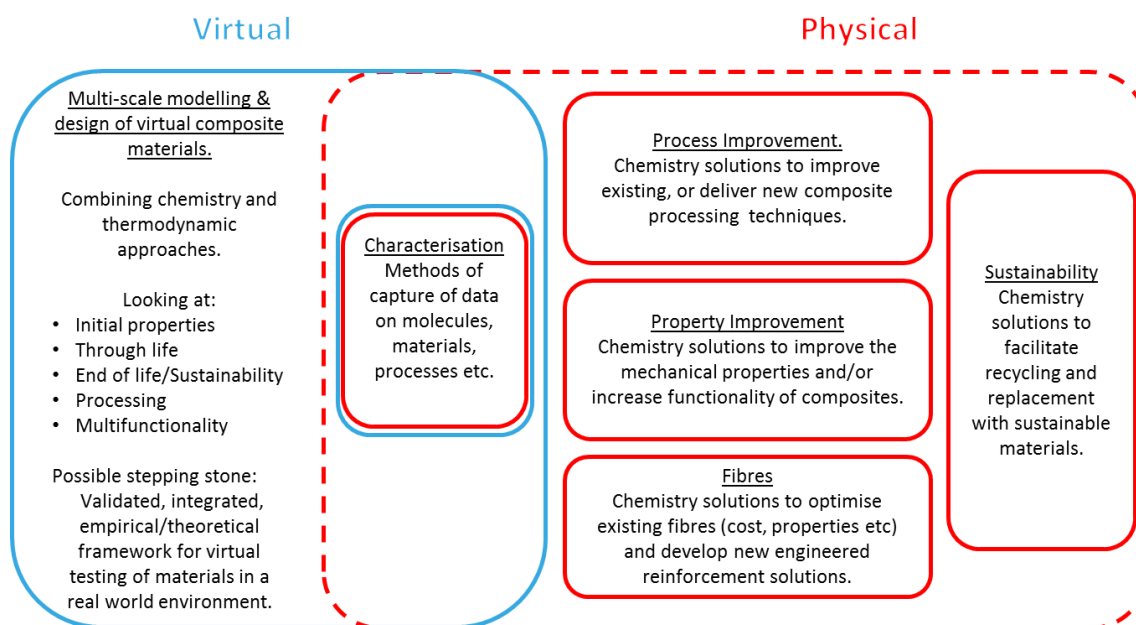 Virtual
Physical
Multi-scale modelling &
design of virtual composite
materials.
Combining chemistry and
thermodynamic
approaches.
Looking at:
• Initial properties
• Through life
• End of life/Sustainability
• Processing
• Multifunctionality
Possible stepping stone:
Validated, integrated,
empirical/theoretical
framework for virtual
testing of materials in a
real world environment.
Characterisation
Methods of
capture of data
on molecules,
materials,
processes etc.
Process Improvement.
Chemistry solutions to improve
existing, or deliver new composite
processing techniques.
Property Improvement
Chemistry solutions to improve the
mechanical properties and/or
increase functionality of composites.
Fibres
Chemistry solutions to optimise
existing fibres (cost, properties etc)
and develop new engineered
reinforcement solutions.
Sustainability
Chemistry
solutions to
facilitate
recycling and
replacement
with sustainable
materials.